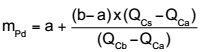 m_Pd = a + (b–a)x(Q_Cs – Q_Ca)
(Q_Cb – Q_Ca)